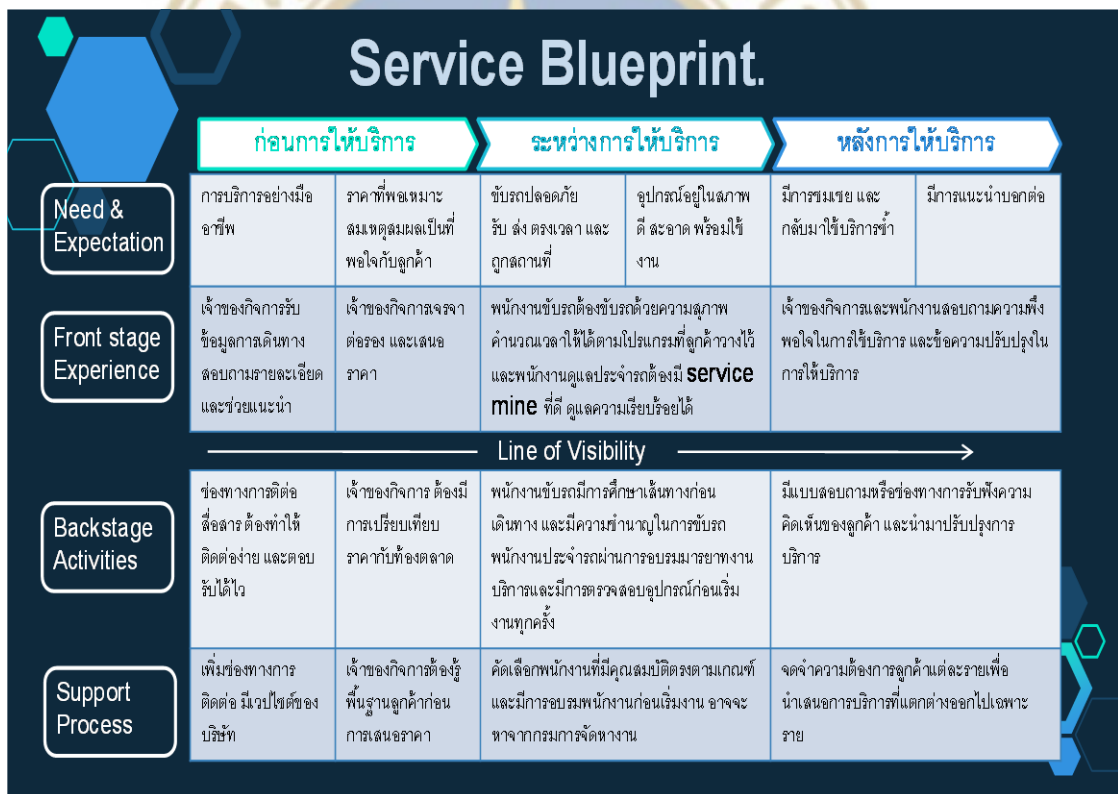 Service Blueprint.
ก่อนการให้บริการ
ระหว่างการให้บริการ
หลังการให้บริการ
Need &
Expectation
การบริการอย่างมือ
อาชีพ
ราคาที่พอเหมาะ
สมเหตุสมผลเป็นที่
พอใจกับลูกค้า
ขับรถปลอดภัย
รับ ส่ง ตรงเวลา และ
ถูกสถานที่
อุปกรณ์อยู่ในสภาพ
ดี สะอาด พร้อมใช้
งาน
มีการชมเชย และ
กลับมาใช้บริการซ้ำ
มีการแนะนำบอกต่อ
Front stage
Experience
เจ้าของกิจการรับ
ข้อมูลการเดินทาง
สอบถามรายละเอียด
และช่วยแนะนำ
เจ้าของกิจการเจรจา
ต่อรอง และเสนอ
ราคา
พนักงานขับรถต้องขับรถด้วยความสุภาพ
คำนวณเวลาให้ได้ตามโปรแกรมที่ลูกค้าวางไว้
และพนักงานดูแลประจำรถต้องมี service
mine ที่ดี ดูแลความเรียบร้อยได้
เจ้าของกิจการและพนักงานสอบถามความพึง
พอใจในการใช้บริการ และข้อความปรับปรุงใน
การให้บริการ
Line of Visibility
Backstage
Activities
ช่องทางการติต่อ
สื่อสาร ต้องทำให้
ติดต่อง่าย และตอบ
รับได้ไว
เจ้าของกิจการ ต้องมี
การเปรียบเทียบ
ราคากับท้องตลาด
พนักงานขับรถมีการศึกษาเส้นทางก่อน
เดินทาง และมีความชำนาญในการขับรถ
พนักงานประจำรถผ่านการอบรมมารยาทงาน
บริการและมีการตรวจสอบอุปกรณ์ก่อนเริ่ม
งานทุกครั้ง
มีแบบสอบถามหรือช่องทางการรับฟังความ
คิดเห็นของลูกค้า และนำมาปรับปรุงการ
บริการ
Support
Process
เพิ่มช่องทางการ
ติดต่อ มีเวปไซต์ของ
บริษัท
เจ้าของกิจการต้องรู้
พื้นฐานลูกค้าก่อน
การเสนอราคา
คัดเลือกพนักงานที่มีคุณสมบัติตรงตามเกณฑ์
และมีการอบรมพนักงานก่อนเริ่มงาน อาจจะ
หาจากกรมการจัดหางาน
จดจำความต้องการลูกค้าแต่ละรายเพื่อ
นำเสนอการบริการที่แตกต่างออกไปเฉพาะ
ราย